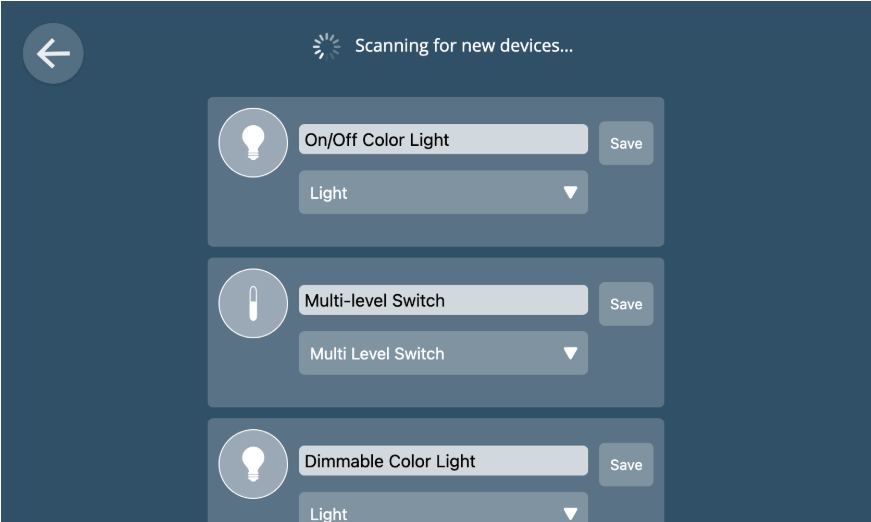 Scanning for new devices...
On/Off Color Light
Save
Light
Multi-level Switch
Save
Multi Level Switch
Dimmable Color Light
Save
Light